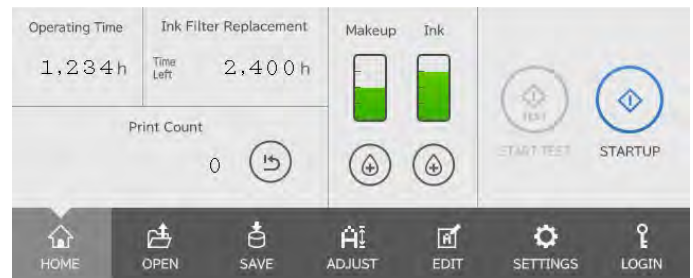 Operating Time
1,234h
Ink Filter Replacement
Time
Left
2,400h
Print Count
0
Makeup
Ink
TEST
START TEST
STARTUP
HOME
OPEN
SAVE
ADJUST
EDIT
SETTINGS
LOGIN